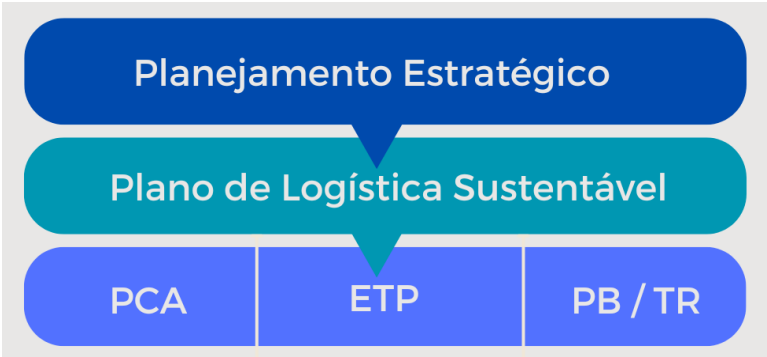 Planejamento Estratégico
Plano de Logística Sustentável
PCA
ETP
PB / TR